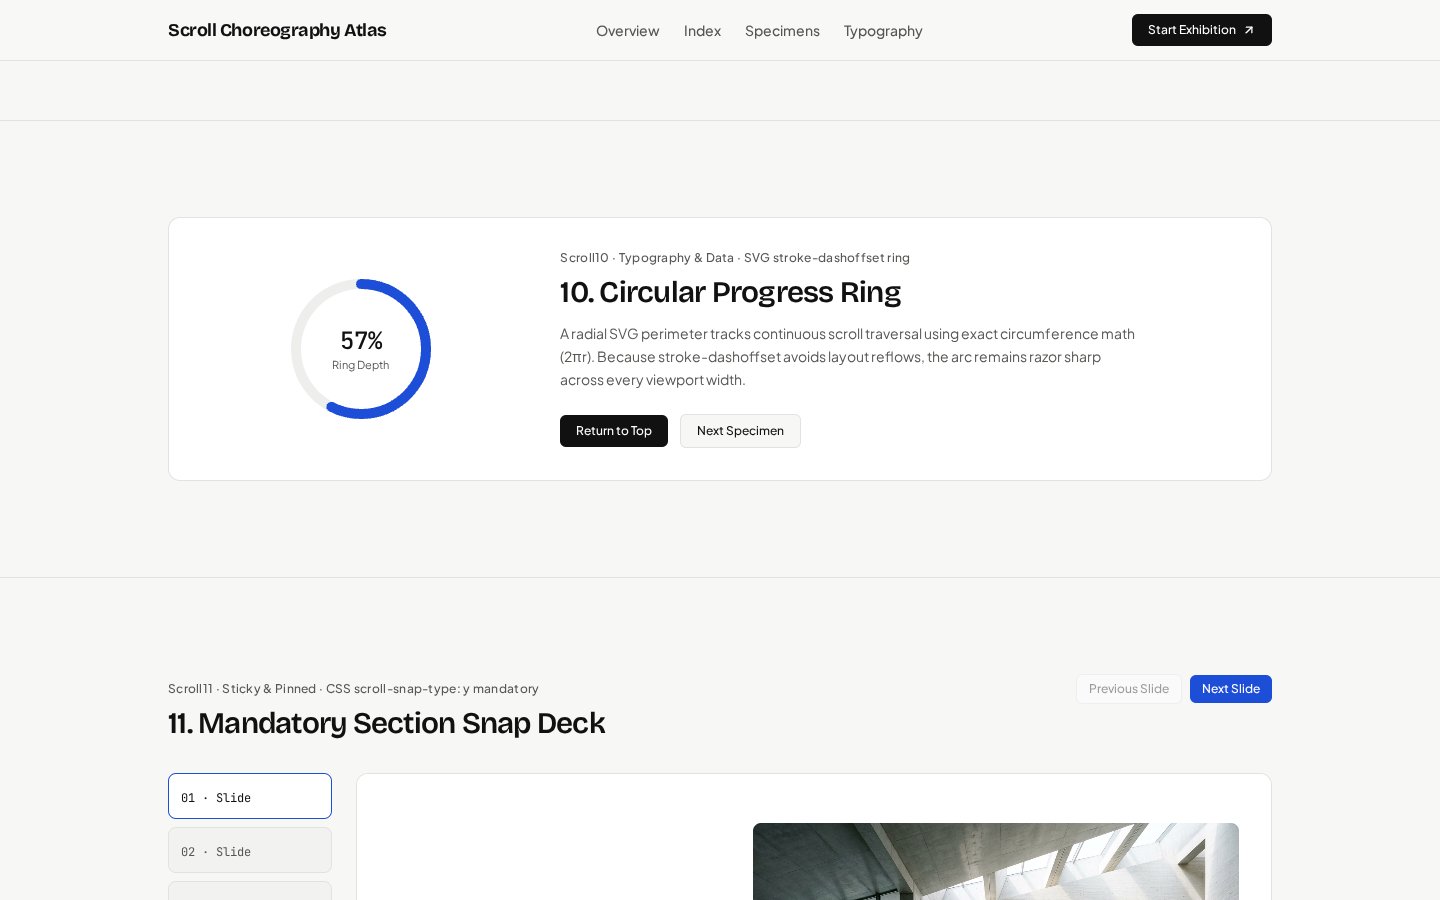 Scroll Choreography Atlas
Overview
Index
Specimens
Typography
Start Exhibition
57%
Ring Depth
Scroll10 · Typography & Data · SVG stroke-dashoffset ring
10. Circular Progress Ring
A radial SVG perimeter tracks continuous scroll traversal using exact circumference math
(2πr). Because stroke-dashoffset avoids layout reflows, the arc remains razor sharp
across every viewport width.
Return to Top
Next Specimen
Scroll11 · Sticky & Pinned · CSS scroll-snap-type: y mandatory
Previous Slide
Next Slide
11. Mandatory Section Snap Deck
01 · Slide
02 · Slide